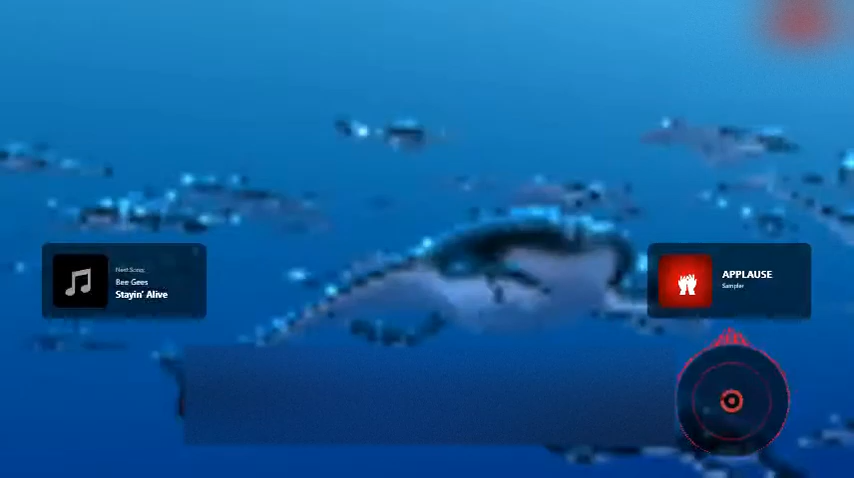 Next Song:
Bee Gees
Stayin' Alive
APPLAUSE
Sampler